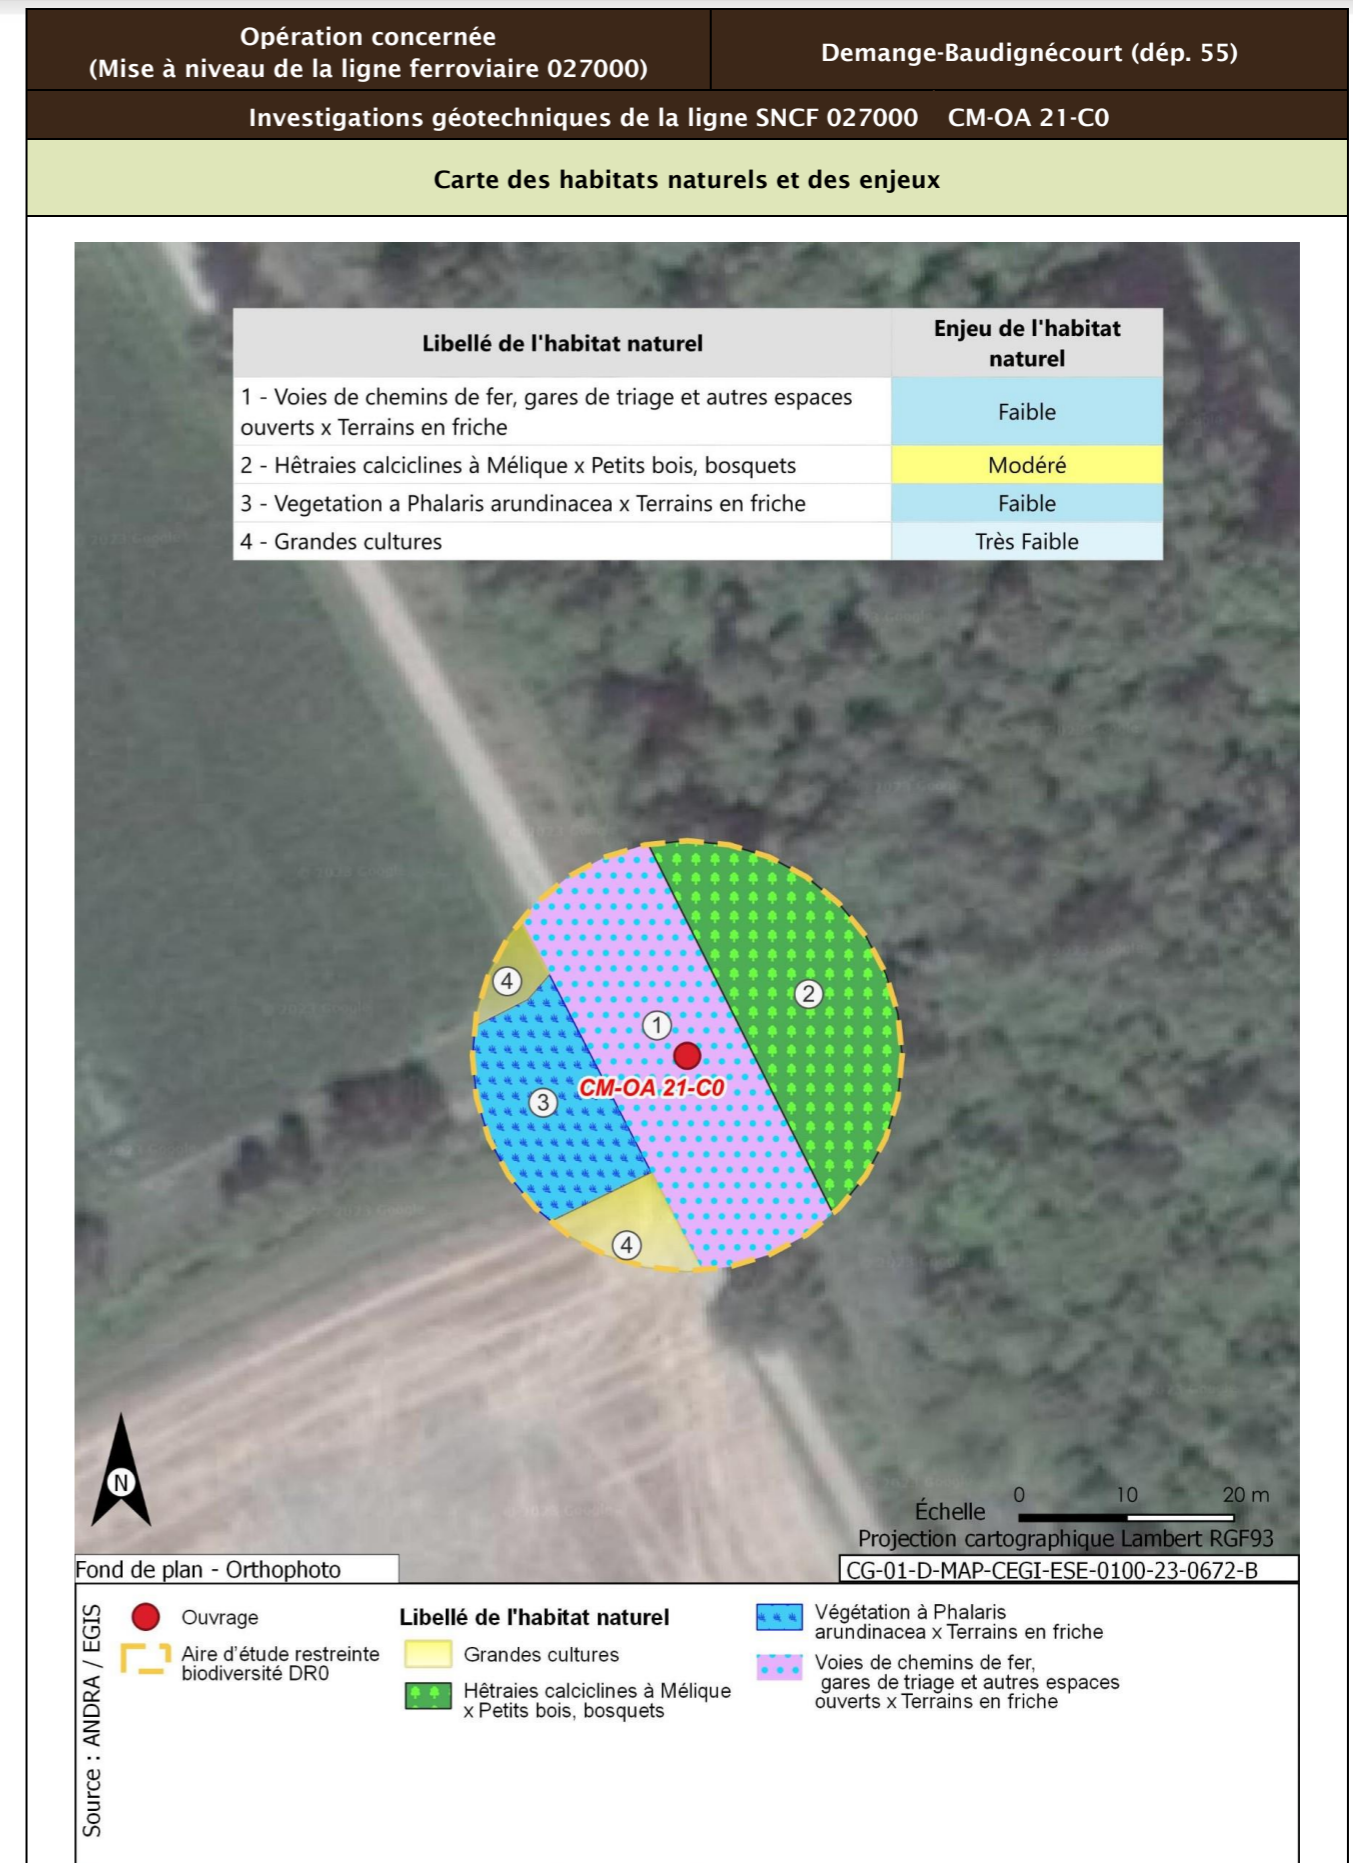 Opération concernée
(Mise à niveau de la ligne ferroviaire 027000)
Demange-Baudignécourt (dép. 55)
Investigations géotechniques de la ligne SNCF 027000 CM-OA 21-C0
Carte des habitats naturels et des enjeux
Libellé de l'habitat naturel
Enjeu de l'habitat
naturel
1 - Voies de chemins de fer, gares de triage et autres espaces
ouverts x Terrains en friche
Faible
2 - Hêtraies calciclines à Mélique x Petits bois, bosquets
Modéré
3 - Vegetation a Phalaris arundinacea x Terrains en friche
Faible
4 - Grandes cultures
Très Faible
4
2
1
CM-OA 21-C0
3
4
N
Échelle
0 10 20 m
Projection cartographique Lambert RGF93
Fond de plan - Orthophoto
CG-01-D-MAP-CEGI-ESE-0100-23-0672-B
Source : ANDRA / EGIS
Ouvrage
Aire d'étude restreinte
biodiversité DR0
Libellé de l'habitat naturel
Grandes cultures
Hêtraies calciclines à Mélique
x Petits bois, bosquets
Végétation à Phalaris
arundinacea x Terrains en friche
Voies de chemins de fer,
gares de triage et autres espaces
ouverts x Terrains en friche